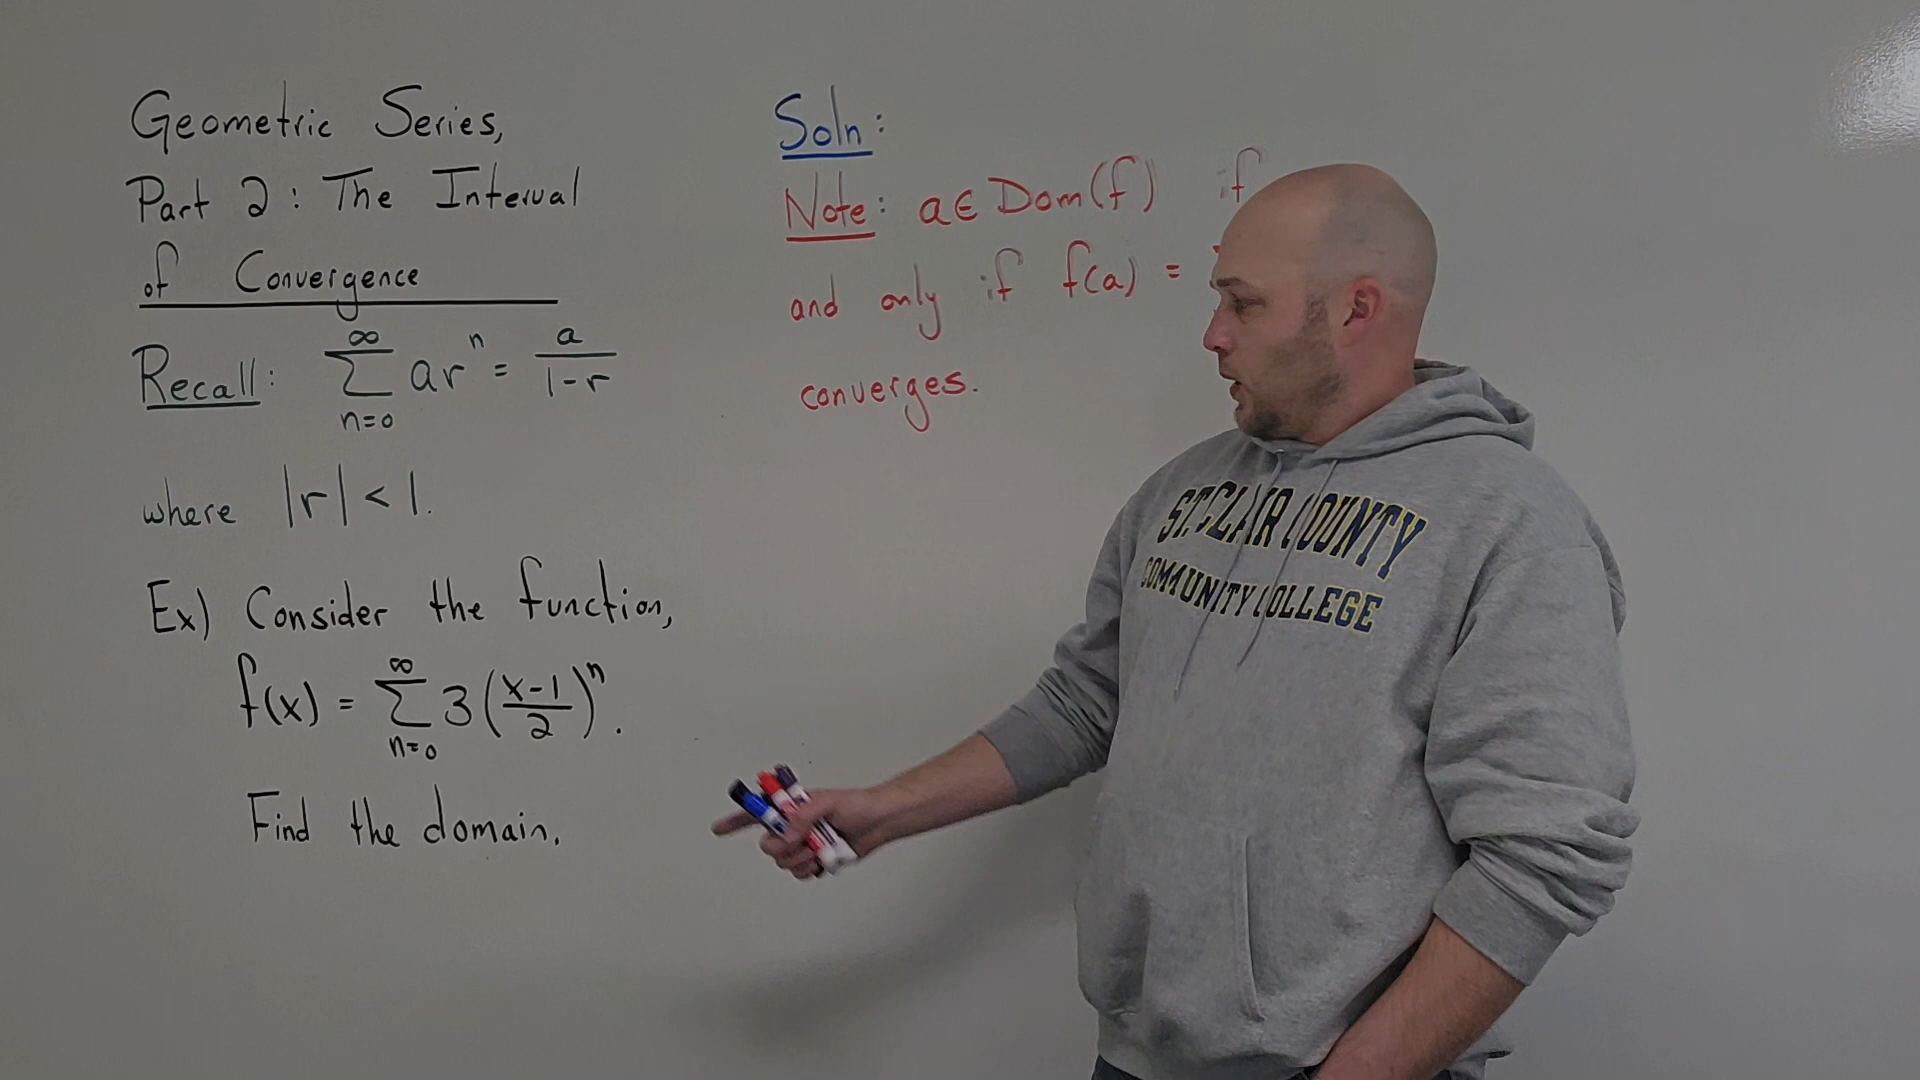 Geometric Series,
Part 2: The Interval
of Convergence
Recall: ∞∑n=0 ar^n = a/(1-r)
where |r| < 1.
Ex) Consider the function,
f(x) = ∞∑n=0 3((x-1)/2)^n.
Find the domain.
Soln:
Note: a∈Dom(f) if
and only if f(a) =
converges.
ST. CLAIR COUNTY
COMMUNITY COLLEGE